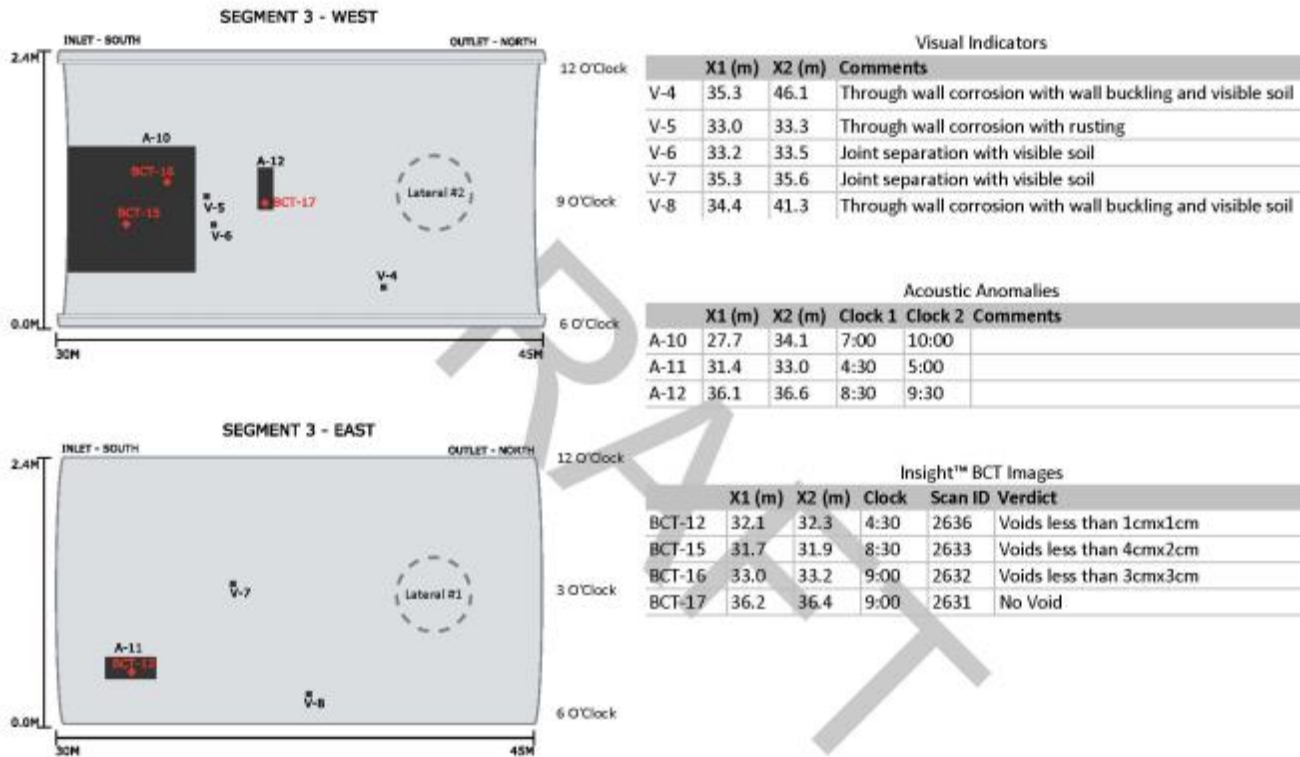 SEGMENT 3 - WEST
INLET - SOUTH
OUTLET - NORTH
2.4M
12 O'Clock
A-10
A-12
BCT-16
BCT-15
BCT-17
V-5
V-6
Lateral #2
9 O'Clock
V-4
0.0M
6 O'Clock
30M
45M
SEGMENT 3 - EAST
INLET - SOUTH
OUTLET - NORTH
2.4M
12 O'Clock
V-7
Lateral #1
3 O'Clock
A-11
BCT-12
V-8
0.0M
6 O'Clock
30M
45M
Visual Indicators
X1 (m) X2 (m) Comments
V-4 35.3 46.1 Through wall corrosion with wall buckling and visible soil
V-5 33.0 33.3 Through wall corrosion with rusting
V-6 33.2 33.5 Joint separation with visible soil
V-7 35.3 35.6 Joint separation with visible soil
V-8 34.4 41.3 Through wall corrosion with wall buckling and visible soil
Acoustic Anomalies
X1 (m) X2 (m) Clock 1 Clock 2 Comments
A-10 27.7 34.1 7:00 10:00
A-11 31.4 33.0 4:30 5:00
A-12 36.1 36.6 8:30 9:30
Insight™ BCT Images
X1 (m) X2 (m) Clock Scan ID Verdict
BCT-12 32.1 32.3 4:30 2636 Voids less than 1cmx1cm
BCT-15 31.7 31.9 8:30 2633 Voids less than 4cmx2cm
BCT-16 33.0 33.2 9:00 2632 Voids less than 3cmx3cm
BCT-17 36.2 36.4 9:00 2631 No Void
RAFT